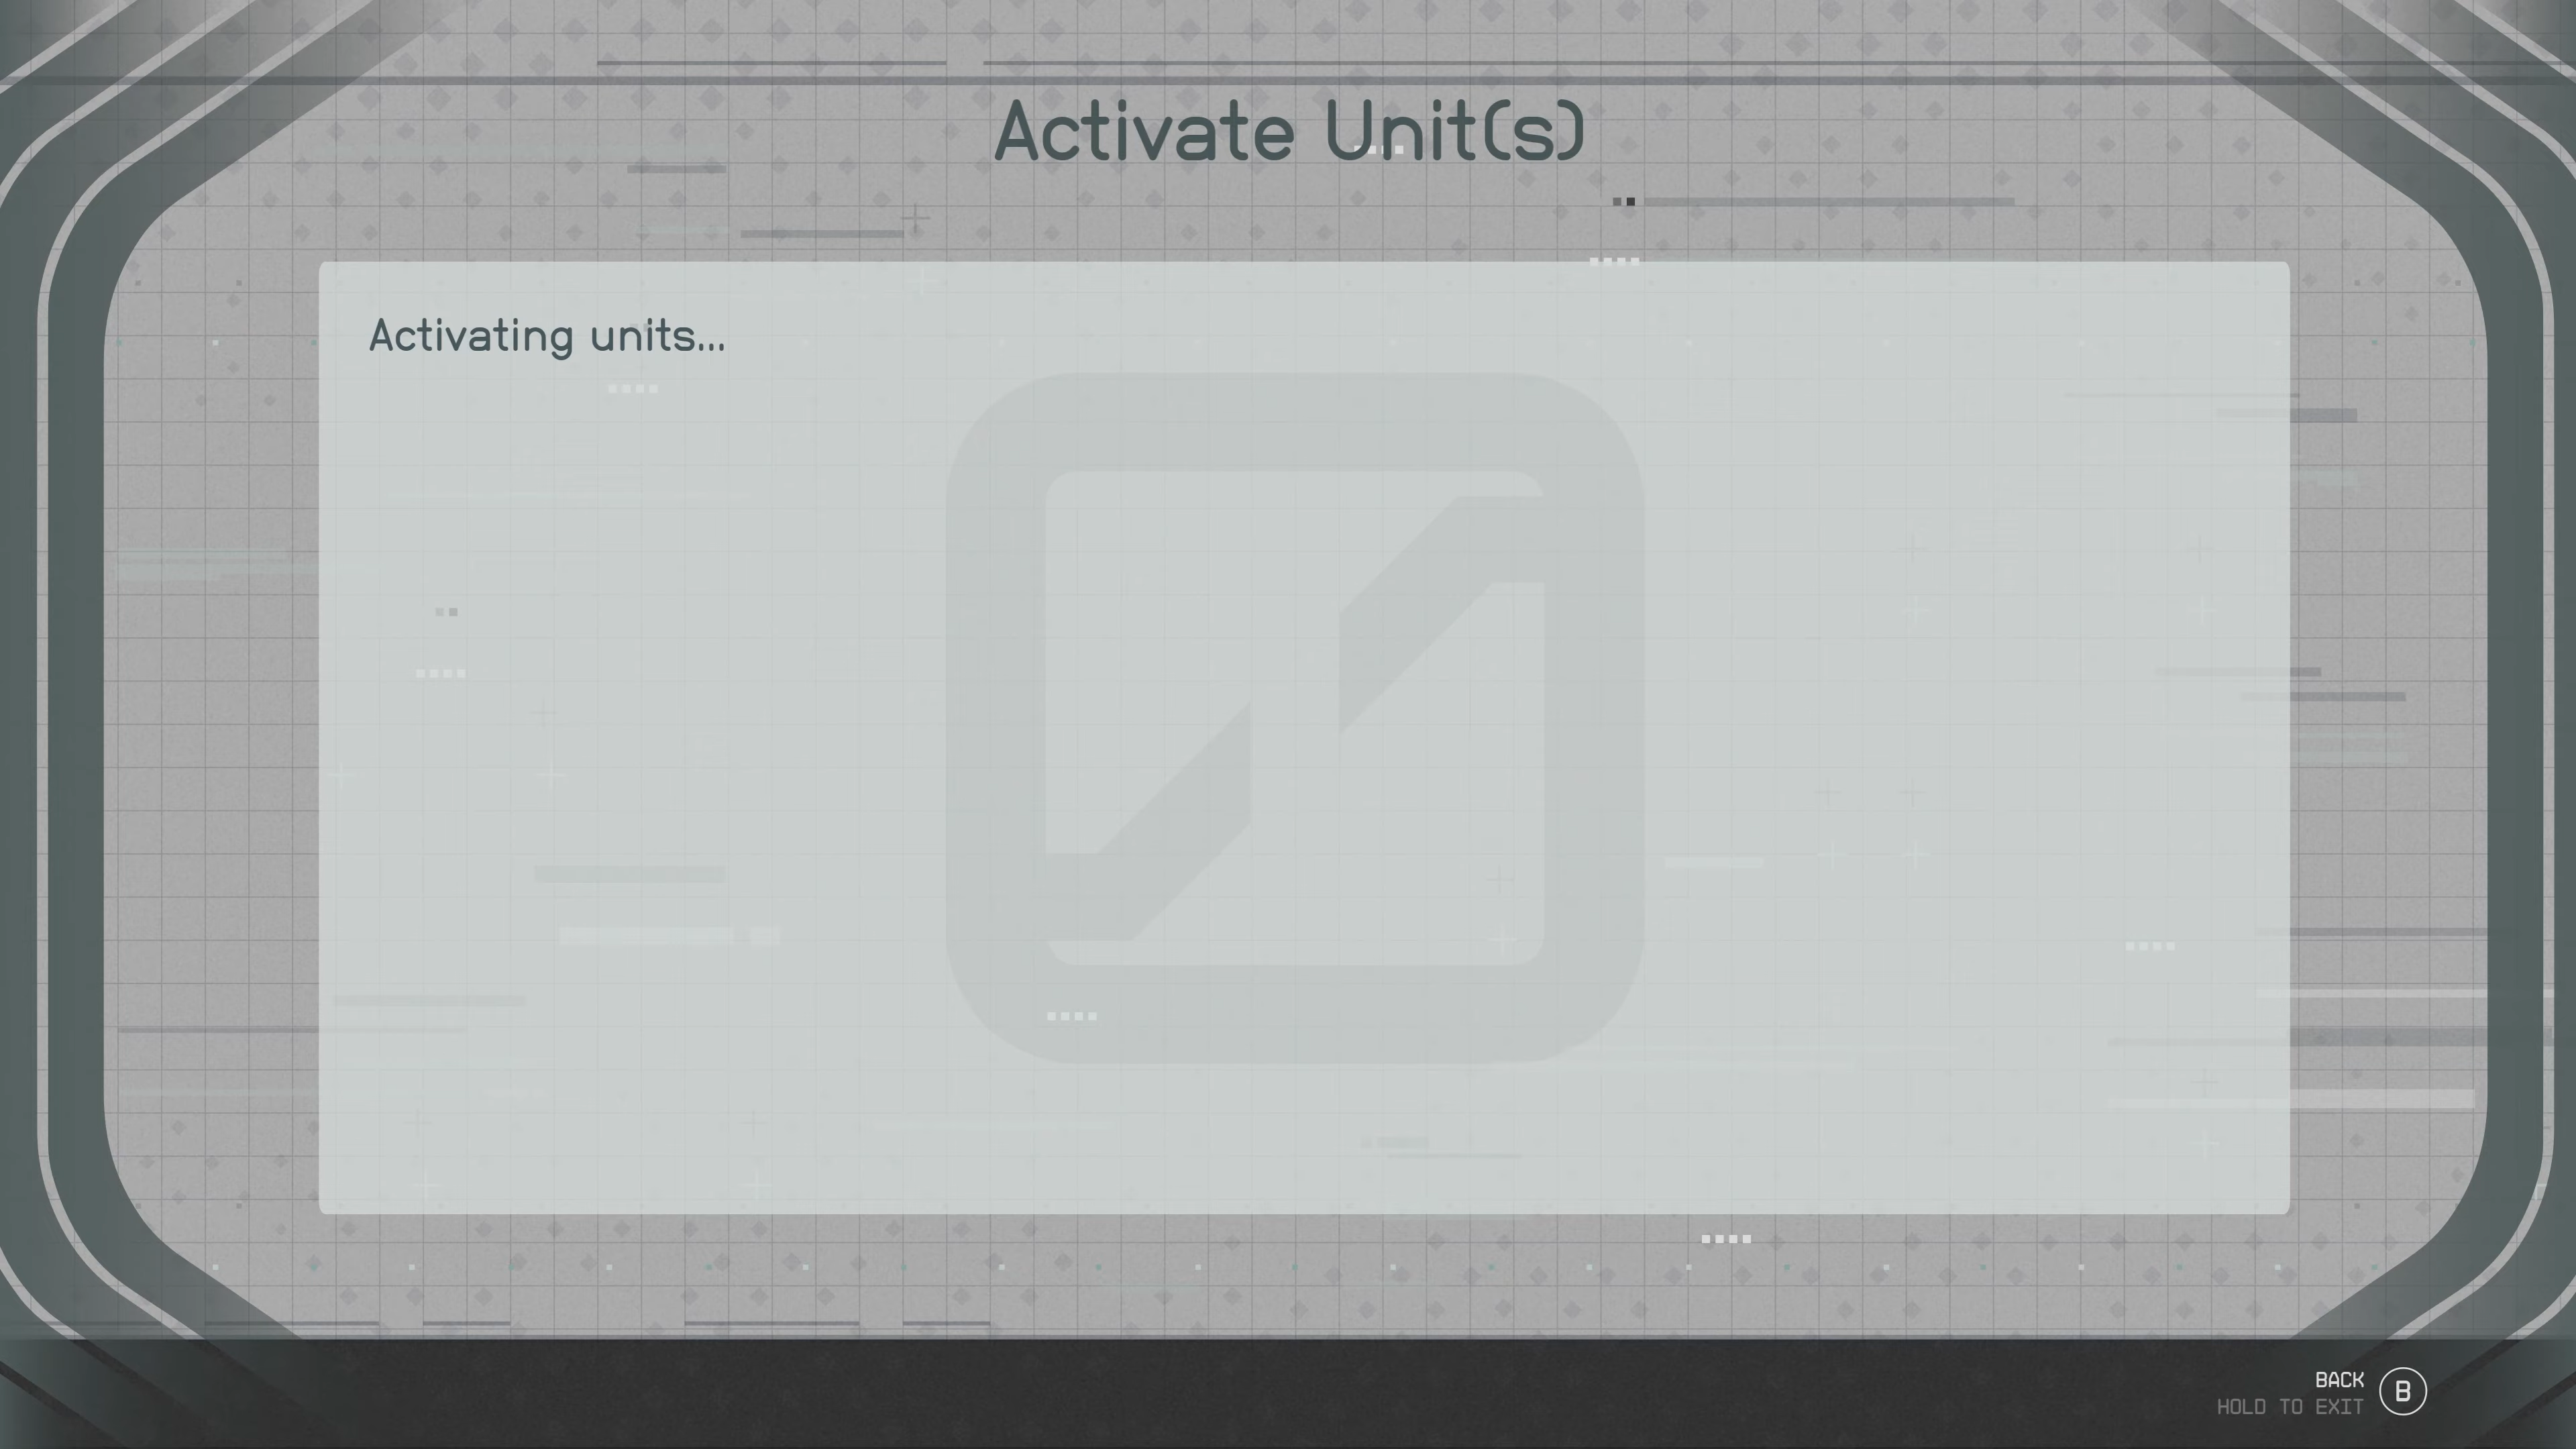 Activate Unit(s)
Activating units...
BACK
HOLD TO EXIT
B